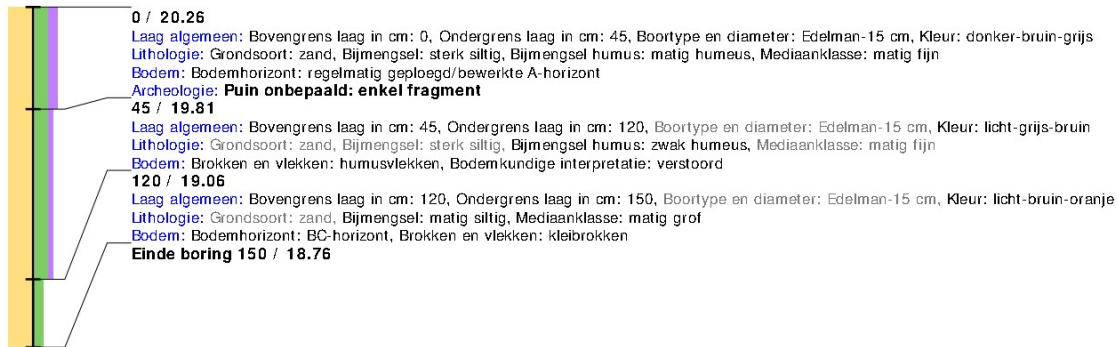 0 / 20.26
Laag algemeen: Bovengrens laag in cm: 0, Ondergrens laag in cm: 45, Boortype en diameter: Edelman-15 cm, Kleur: donker-bruin-grijs
Lithologie: Grondsoort: zand, Bijmengsel: sterk siltig, Bijmengsel humus: matig humeus, Mediaanklasse: matig fijn
Bodem: Bodemhorizont: regelmatig geploegd/bewerkte A-horizont
Archeologie: Puin onbepaald: enkel fragment
45 / 19.81
Laag algemeen: Bovengrens laag in cm: 45, Ondergrens laag in cm: 120, Boortype en diameter: Edelman-15 cm, Kleur: licht-grijs-bruin
Lithologie: Grondsoort: zand, Bijmengsel: sterk siltig, Bijmengsel humus: zwak humeus, Mediaanklasse: matig fijn
Bodem: Brokken en vlekken: humusvlekken, Bodemkundige interpretatie: verstoord
120 / 19.06
Laag algemeen: Bovengrens laag in cm: 120, Ondergrens laag in cm: 150, Boortype en diameter: Edelman-15 cm, Kleur: licht-bruin-oranje
Lithologie: Grondsoort: zand, Bijmengsel: matig siltig, Mediaanklasse: matig grof
Bodem: Bodemhorizont: BC-horizont, Brokken en vlekken: kleibrokken
Einde boring 150 / 18.76